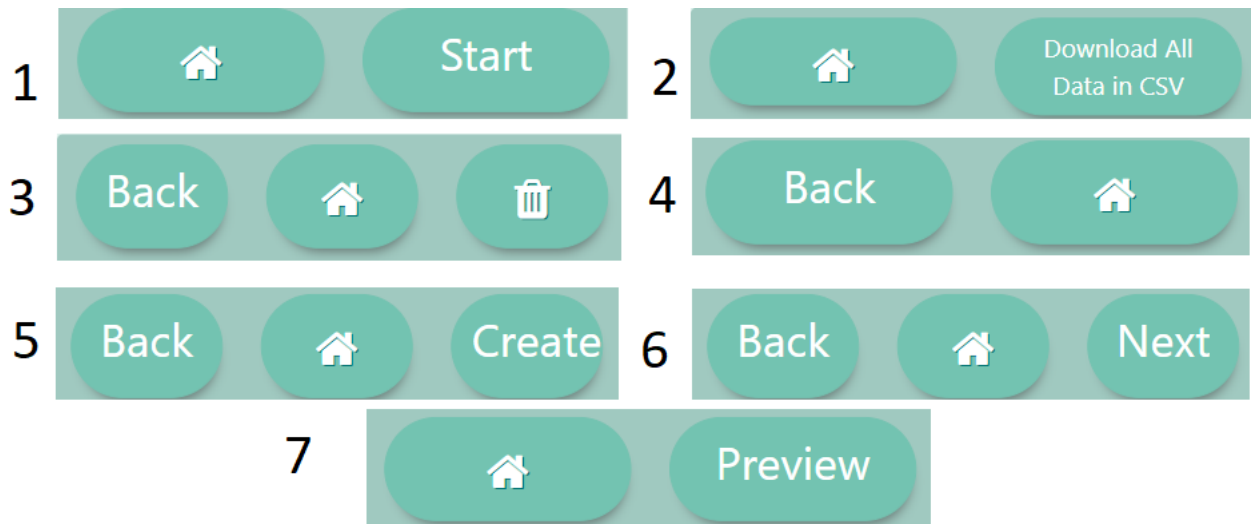 1
Start
2
Download All
Data in CSV
3
Back
4
Back
5
Back
Create
6
Back
Next
7
Preview